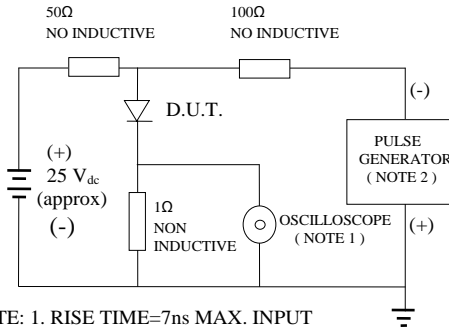 50Ω
NO INDUCTIVE
100Ω
NO INDUCTIVE
D.U.T.
(-)
PULSE
GENERATOR
( NOTE 2 )
(+)
(+)
25 Vdc
(approx)
(-)
1Ω
NON
INDUCTIVE
OSCILLOSCOPE
( NOTE 1 )
TE: 1. RISE TIME=7ns MAX. INPUT